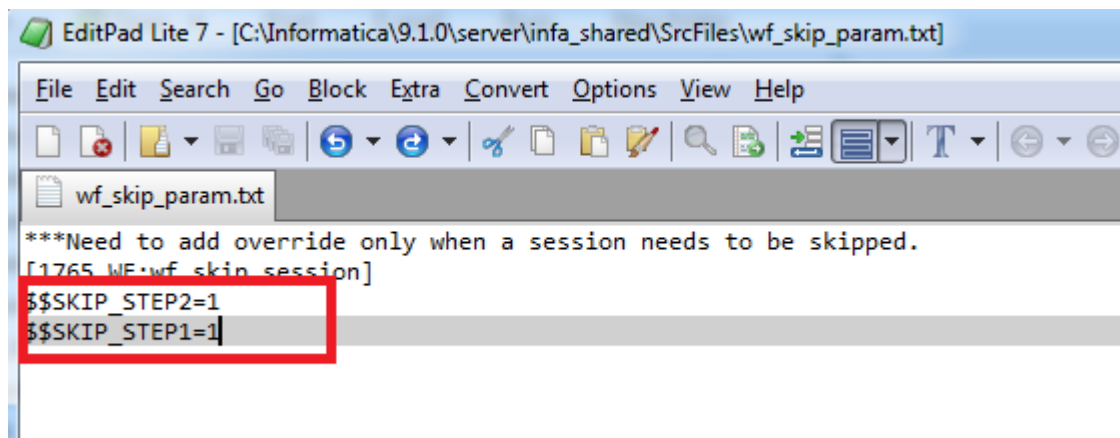 EditPad Lite 7 - [C:\Informatica\9.1.0\server\infa_shared\SrcFiles\wf_skip_param.txt]
File Edit Search Go Block Extra Convert Options View Help
wf_skip_param.txt
***Need to add override only when a session needs to be skipped.
[1765.WF:wf_skip_session]
$$SKIP_STEP2=1
$$SKIP_STEP1=1